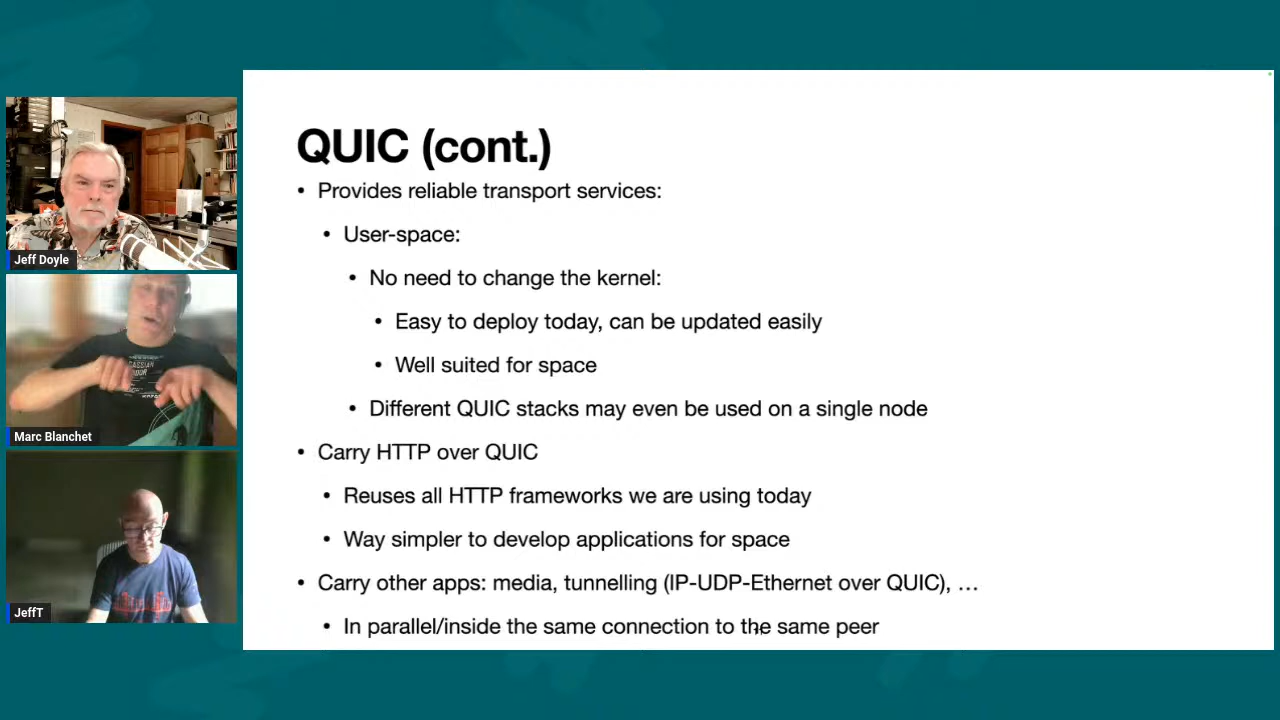 QUIC (cont.)
• Provides reliable transport services:
• User-space:
• No need to change the kernel:
• Easy to deploy today, can be updated easily
• Well suited for space
• Different QUIC stacks may even be used on a single node
• Carry HTTP over QUIC
• Reuses all HTTP frameworks we are using today
• Way simpler to develop applications for space
• Carry other apps: media, tunnelling (IP-UDP-Ethernet over QUIC), …
• In parallel/inside the same connection to the same peer
Jeff Doyle
Marc Blanchet
JeffT